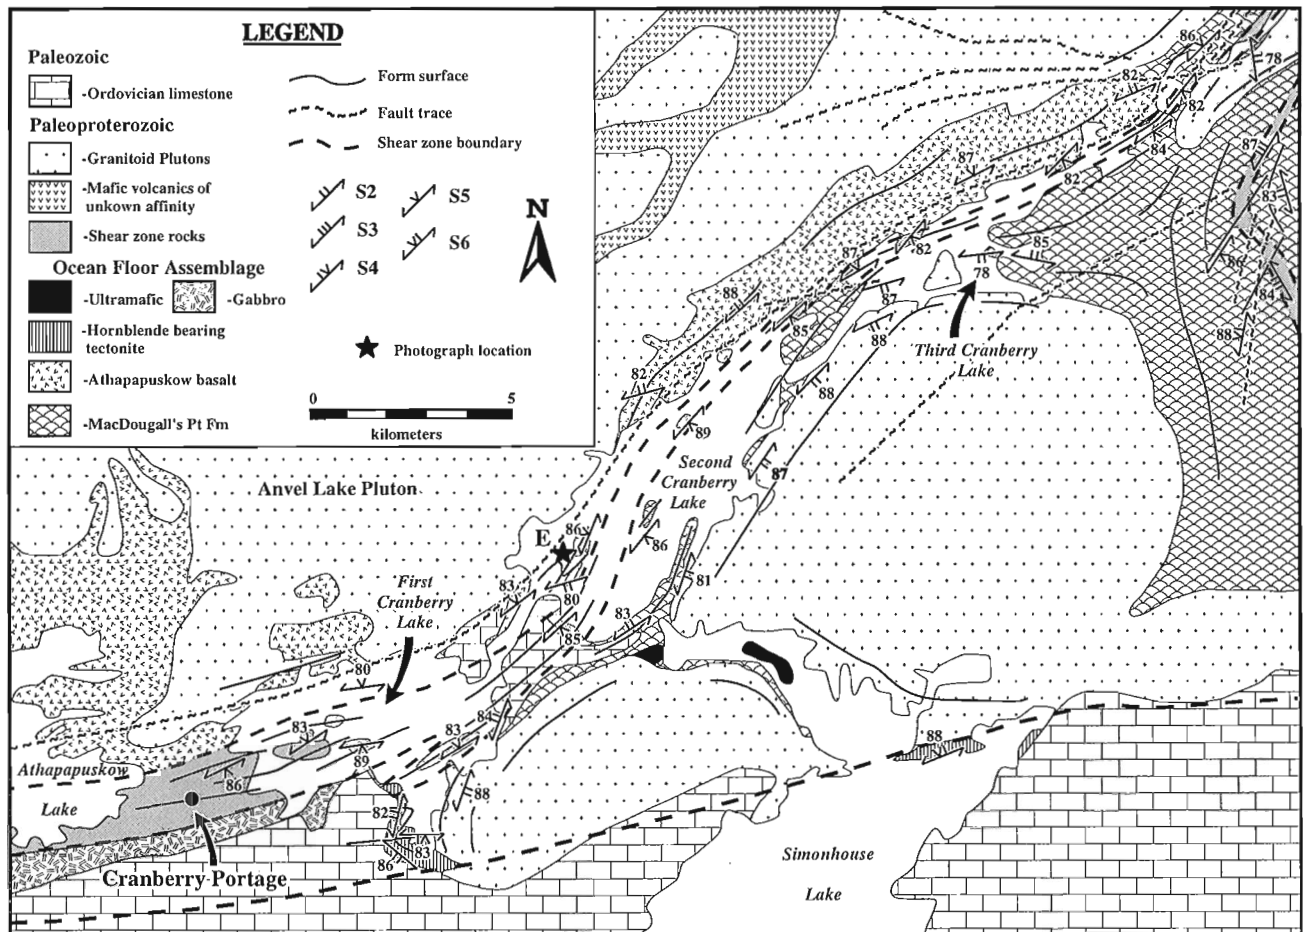 LEGEND
Paleozoic
-Ordovician limestone
Paleoproterozoic
-Granitoid Plutons
-Mafic volcanics of
unkown affinity
-Shear zone rocks
Ocean Floor Assemblage
-Ultramafic
-Gabbro
-Hornblende bearing
tectonite
-Athapapuskow basalt
-MacDougall's Pt Fm
Form surface
Fault trace
Shear zone boundary
S2
S5
S3
S6
S4
N
Photograph location
0
5
kilometers
86
78
82
82
84
87
87
82
83
82
87
85
78
86
84
88
87
88
85
88
88
Third Cranberry
Lake
82
88
89
Second
Cranberry
Lake
87
Anvel Lake Pluton
E
86
86
First
Cranberry
Lake
83
80
81
83
85
80
83
84
83
89
86
88
88
Athapapuskow
Lake
82
83
86
Cranberry Portage
Simonhouse
Lake